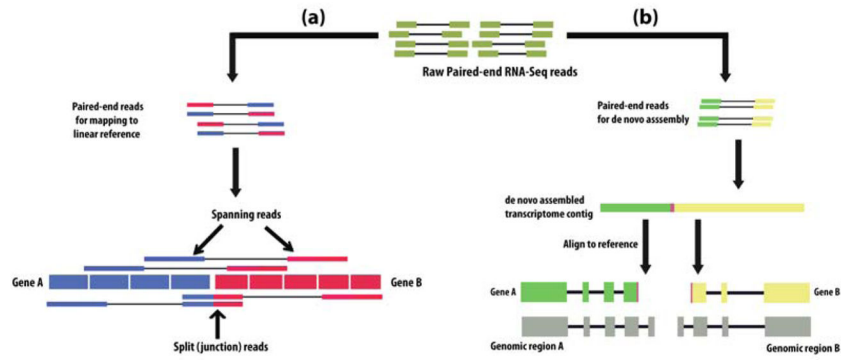 (a)
(b)
Raw Paired-end RNA-Seq reads
Paired-end reads
for mapping to
linear reference
Paired-end reads
for de novo asssembly
Spanning reads
de novo assembled
transcriptome contig
Align to reference
Gene A
Gene B
Split (junction) reads
Gene A
Gene B
Genomic region A
Genomic region B